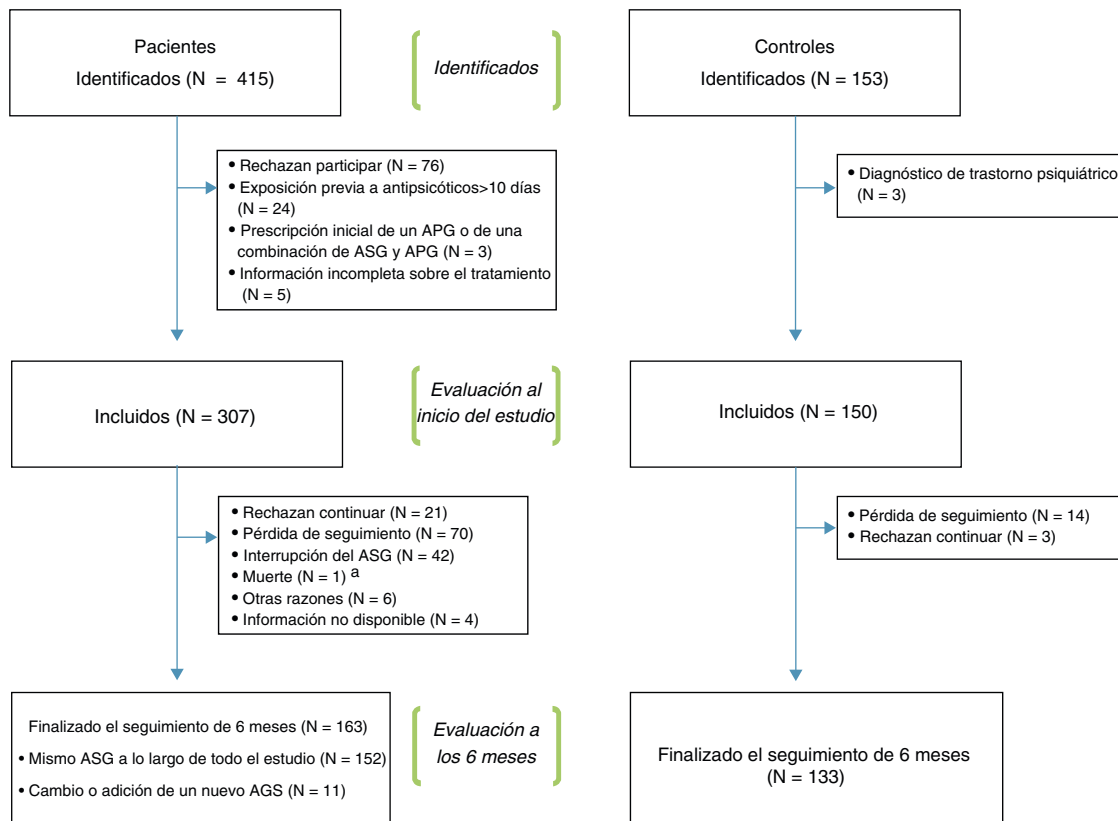 Pacientes
Identificados (N = 415)
Identificados
Controles
Identificados (N = 153)
• Rechazan participar (N = 76)
• Exposición previa a antipsicóticos>10 días
(N = 24)
• Prescripción inicial de un APG o de una
combinación de ASG y APG (N = 3)
• Información incompleta sobre el tratamiento
(N = 5)
• Diagnóstico de trastorno psiquiátrico
(N = 3)
Incluidos (N = 307)
Evaluación al
inicio del estudio
Incluidos (N = 150)
• Rechazan continuar (N = 21)
• Pérdida de seguimiento (N = 70)
• Interrupción del ASG (N = 42)
• Muerte (N = 1) a
• Otras razones (N = 6)
• Información no disponible (N = 4)
• Pérdida de seguimiento (N = 14)
• Rechazan continuar (N = 3)
Finalizado el seguimiento de 6 meses (N = 163)
• Mismo ASG a lo largo de todo el estudio (N = 152)
• Cambio o adición de un nuevo AGS (N = 11)
Evaluación a
los 6 meses
Finalizado el seguimiento de 6 meses
(N = 133)